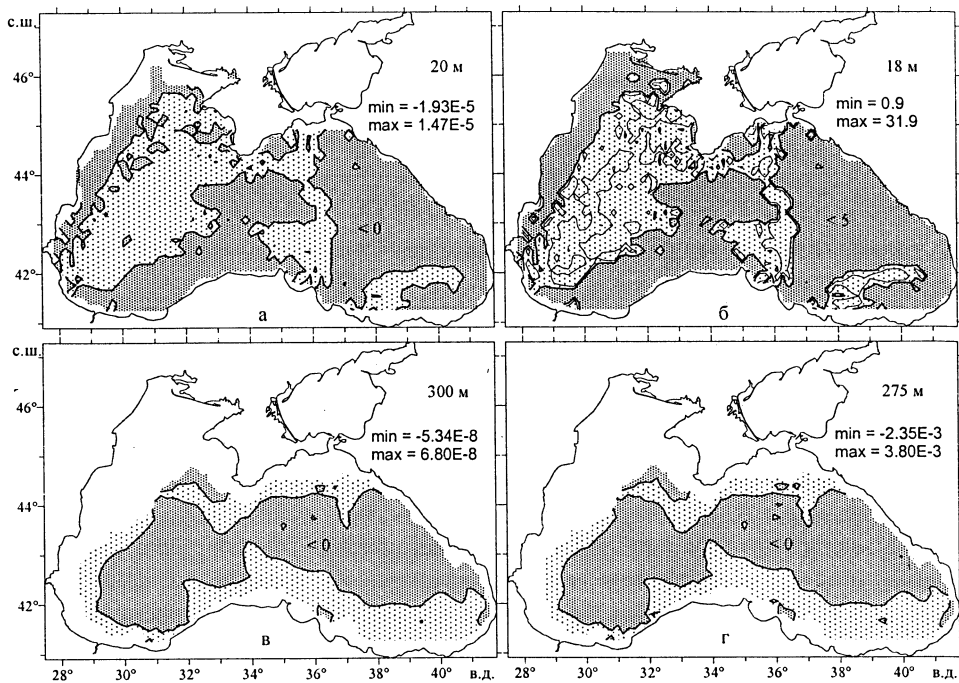 с.ш.
46°
44°
42°
20 м
min = -1.93E-5
max = 1.47E-5
< 0
а
18 м
min = 0.9
max = 31.9
< 5
б
с.ш.
46°
44°
42°
300 м
min = -5.34E-8
max = 6.80E-8
< 0
в
275 м
min = -2.35E-3
max = 3.80E-3
< 0
г
28° 30° 32° 34° 36° 38° 40° в.д.
28° 30° 32° 34° 36° 38° 40° в.д.